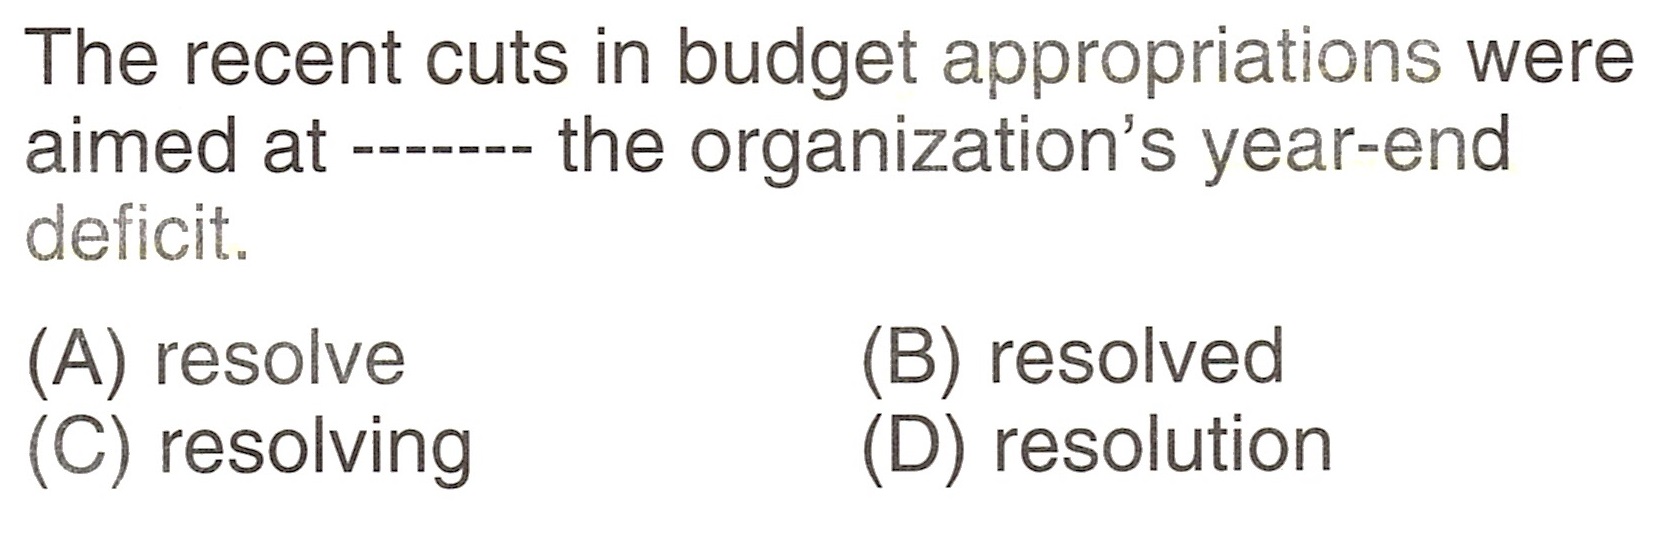 The recent cuts in budget appropriations were
aimed at ------- the organization’s year-end
deficit.
(A) resolve
(B) resolved
(C) resolving
(D) resolution